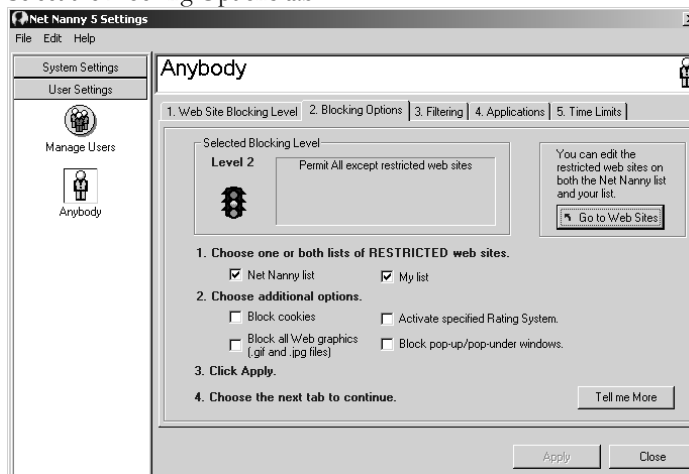 Net Nanny 5 Settings
File Edit Help
System Settings
User Settings
Manage Users
Anybody
Anybody
1. Web Site Blocking Level 2. Blocking Options 3. Filtering 4. Applications 5. Time Limits
Selected Blocking Level
Level 2
Permit All except restricted web sites
You can edit the
restricted web sites on
both the Net Nanny list
and your list.
Go to Web Sites
1. Choose one or both lists of RESTRICTED web sites.
Net Nanny list My list
2. Choose additional options.
Block cookies Activate specified Rating System.
Block all Web graphics
(.gif and .jpg files)
Block pop-up/pop-under windows.
3. Click Apply.
4. Choose the next tab to continue.
Tell me More
Apply Close